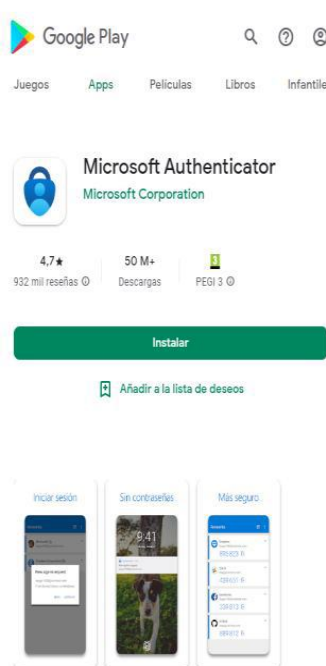 Google Play
Juegos Apps Películas Libros Infantiles
Microsoft Authenticator
Microsoft Corporation
4,7★ 50 M+ 3
932 mil reseñas Descargas PEGI 3
Instalar
Añadir a la lista de deseos
Iniciar sesión Sin contraseñas Más seguro
9:41